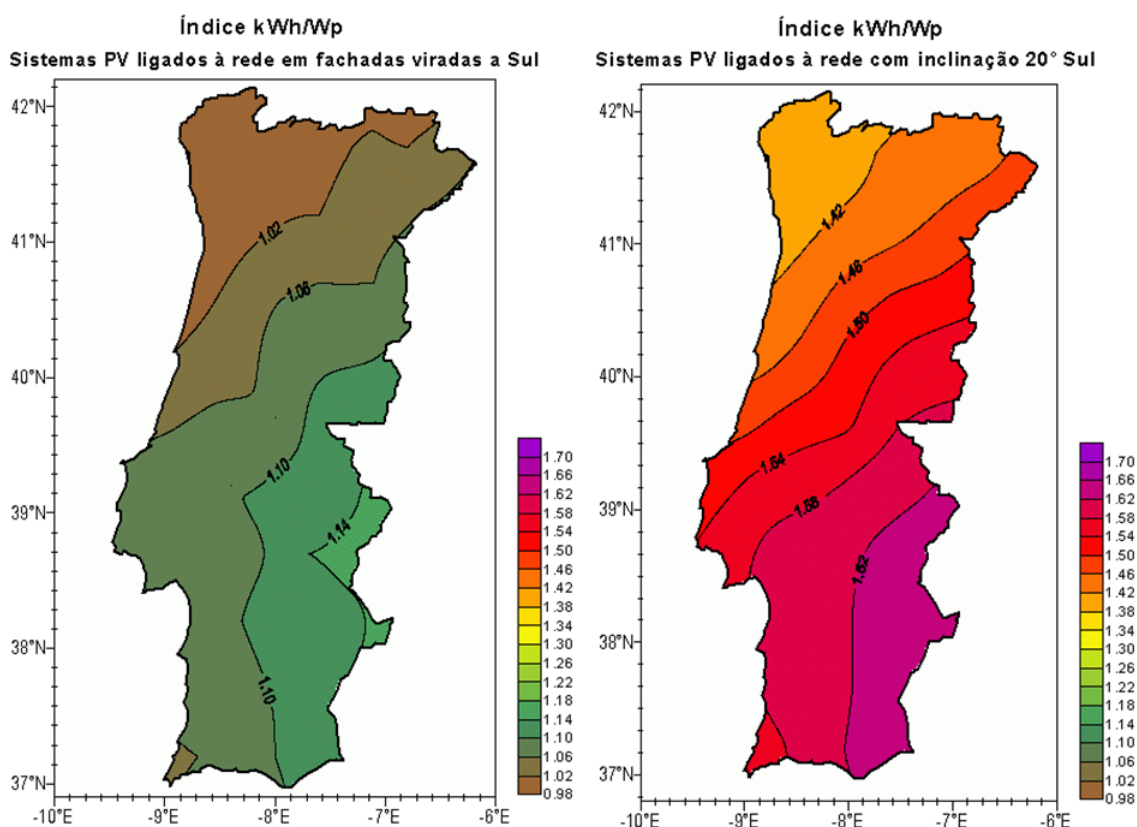 Índice kWh/Wp
Sistemas PV ligados à rede em fachadas viradas a Sul
42°N
41°N
40°N
39°N
38°N
37°N
-10°E
-9°E
-8°E
-7°E
-6°E
1.02
1.06
1.10
1.14
1.10
1.70
1.66
1.62
1.58
1.54
1.50
1.46
1.42
1.38
1.34
1.30
1.26
1.22
1.18
1.14
1.10
1.06
1.02
0.98
Índice kWh/Wp
Sistemas PV ligados à rede com inclinação 20° Sul
42°N
41°N
40°N
39°N
38°N
37°N
-10°E
-9°E
-8°E
-7°E
-6°E
1.42
1.46
1.50
1.54
1.58
1.62
1.70
1.66
1.62
1.58
1.54
1.50
1.46
1.42
1.38
1.34
1.30
1.26
1.22
1.18
1.14
1.10
1.06
1.02
0.98